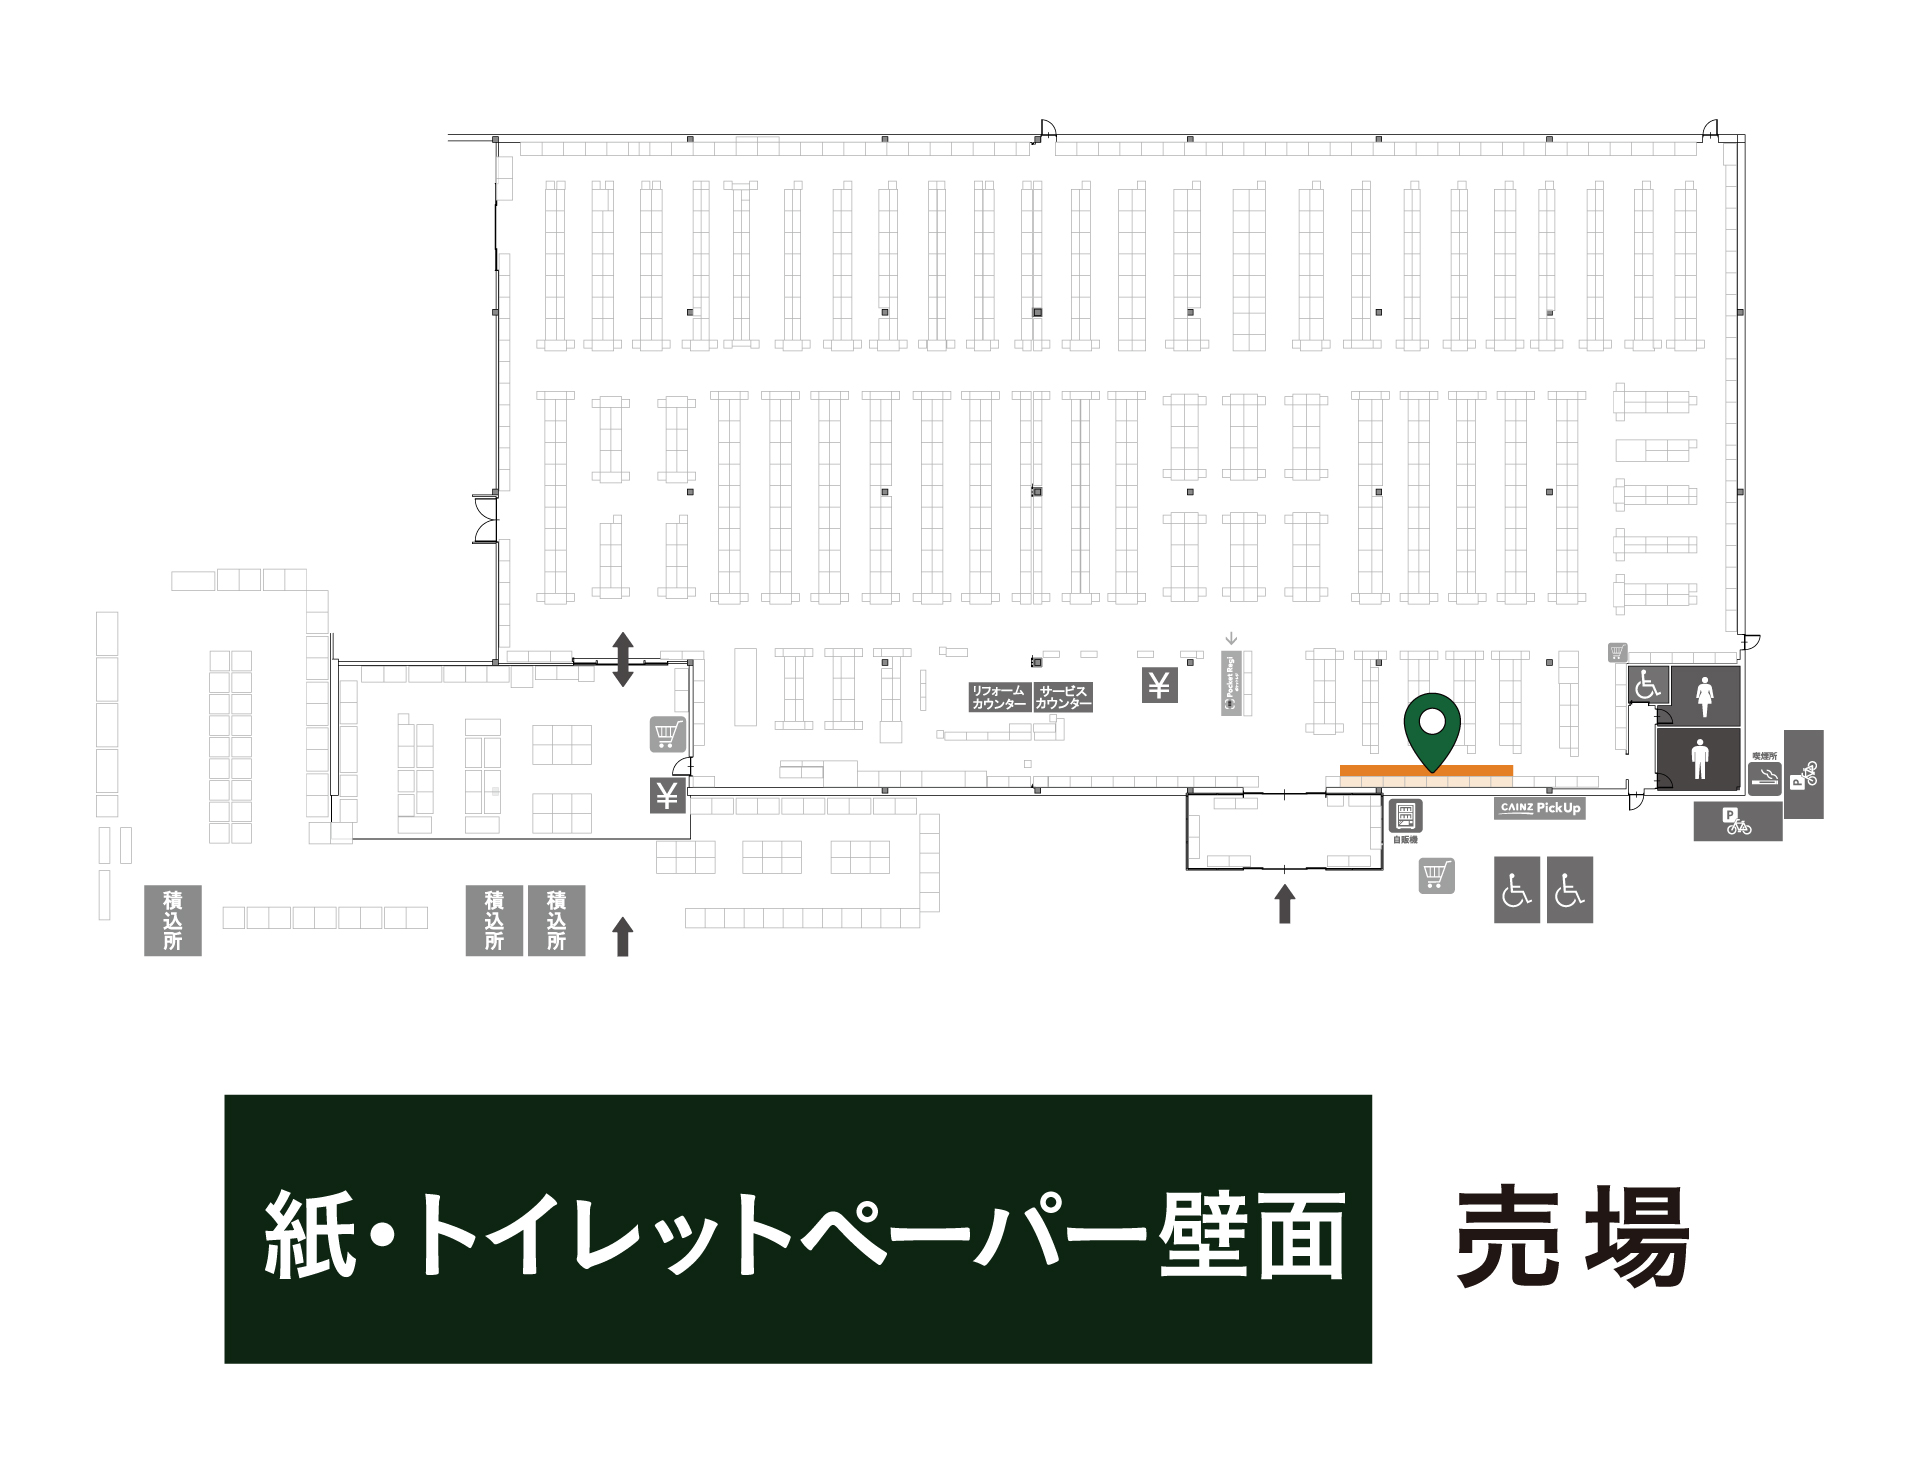 Pocket Regi
リフォーム
カウンター
サービス
カウンター
¥
¥
喫煙所
P
P
CAINZ PickUp
自販機
積込所
積込所
積込所
紙・トイレットペーパー壁面 売場